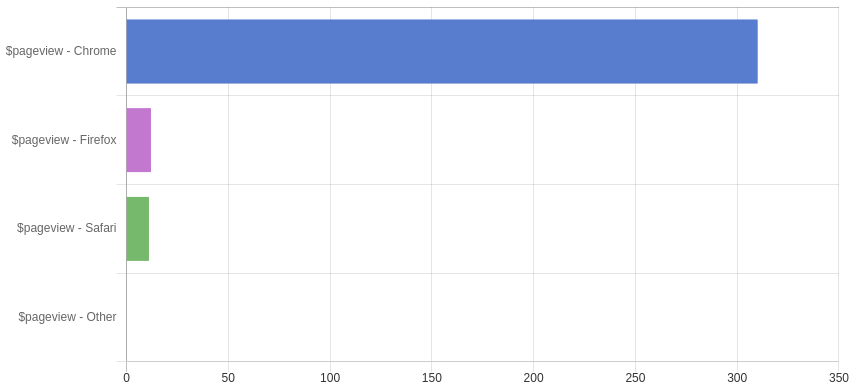 $pageview - Chrome
$pageview - Firefox
$pageview - Safari
$pageview - Other
0 50 100 150 200 250 300 350